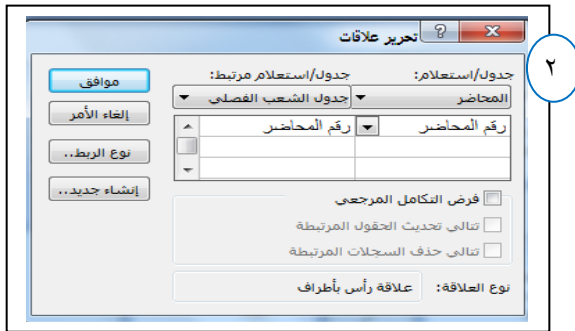 ٢
تحرير علاقات
جدول/استعلام: جدول/استعلام مرتبط:
المحاضر جدول الشعب الفصلي
رقم المحاضر رقم المحاضر
موافق
إلغاء الأمر
نوع الربط..
إنشاء جديد..
فرض التكامل المرجعي
تتالي تحديث الحقول المرتبطة
تتالي حذف السجلات المرتبطة
نوع العلاقة: علاقة رأس بأطراف